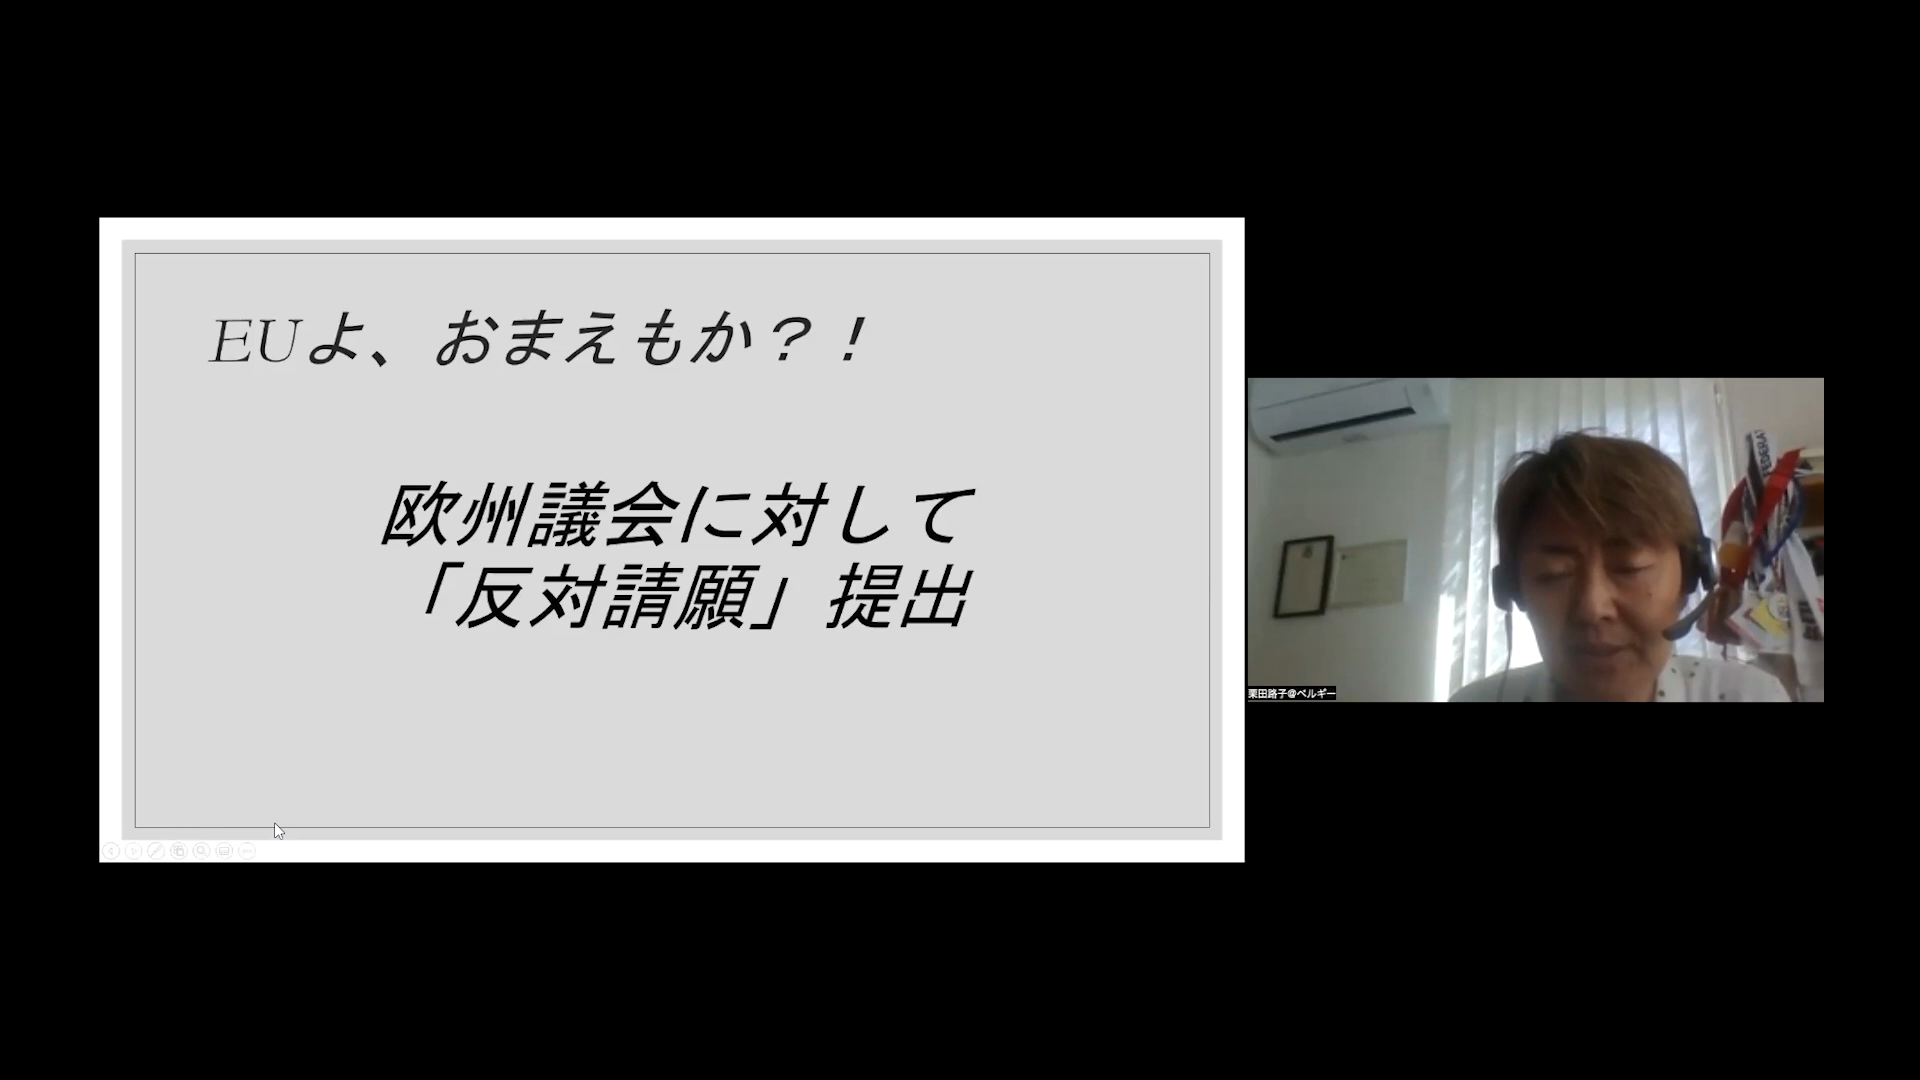 EUよ、おまえもか？！
欧州議会に対して
「反対請願」提出
栗田路子＠ベルギー